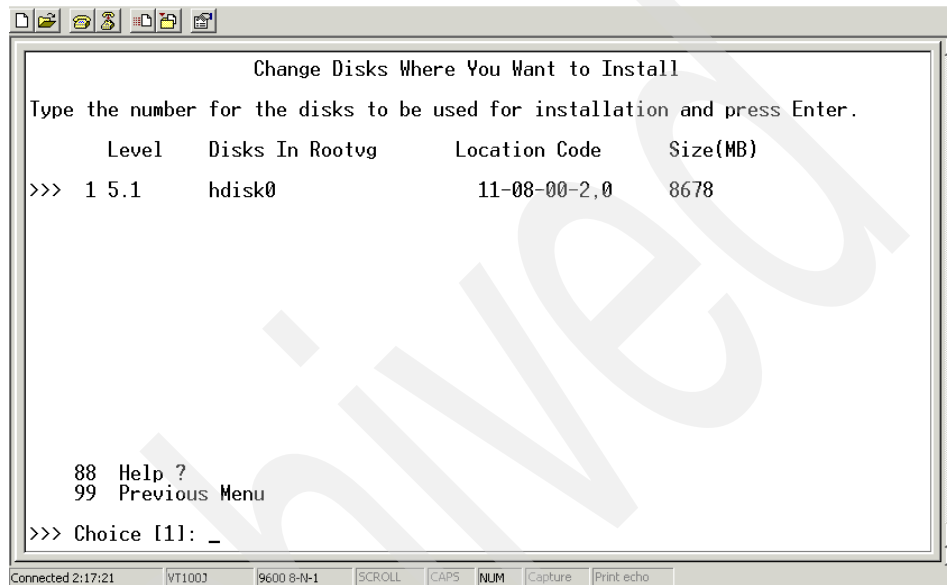 Change Disks Where You Want to Install
Type the number for the disks to be used for installation and press Enter.
Level Disks In Rootvg Location Code Size(MB)
>>> 1 5.1 hdisk0 11-08-00-2,0 8678
88 Help ?
99 Previous Menu
>>> Choice [1]: _
Connected 2:17:21 VT100J 9600 8-N-1 SCROLL CAPS NUM Capture Print echo